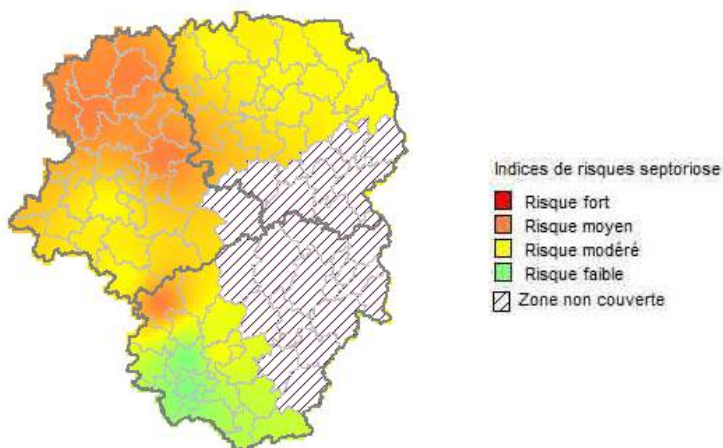 Indices de risques septoriose
Risque fort
Risque moyen
Risque modéré
Risque faible
Zone non couverte